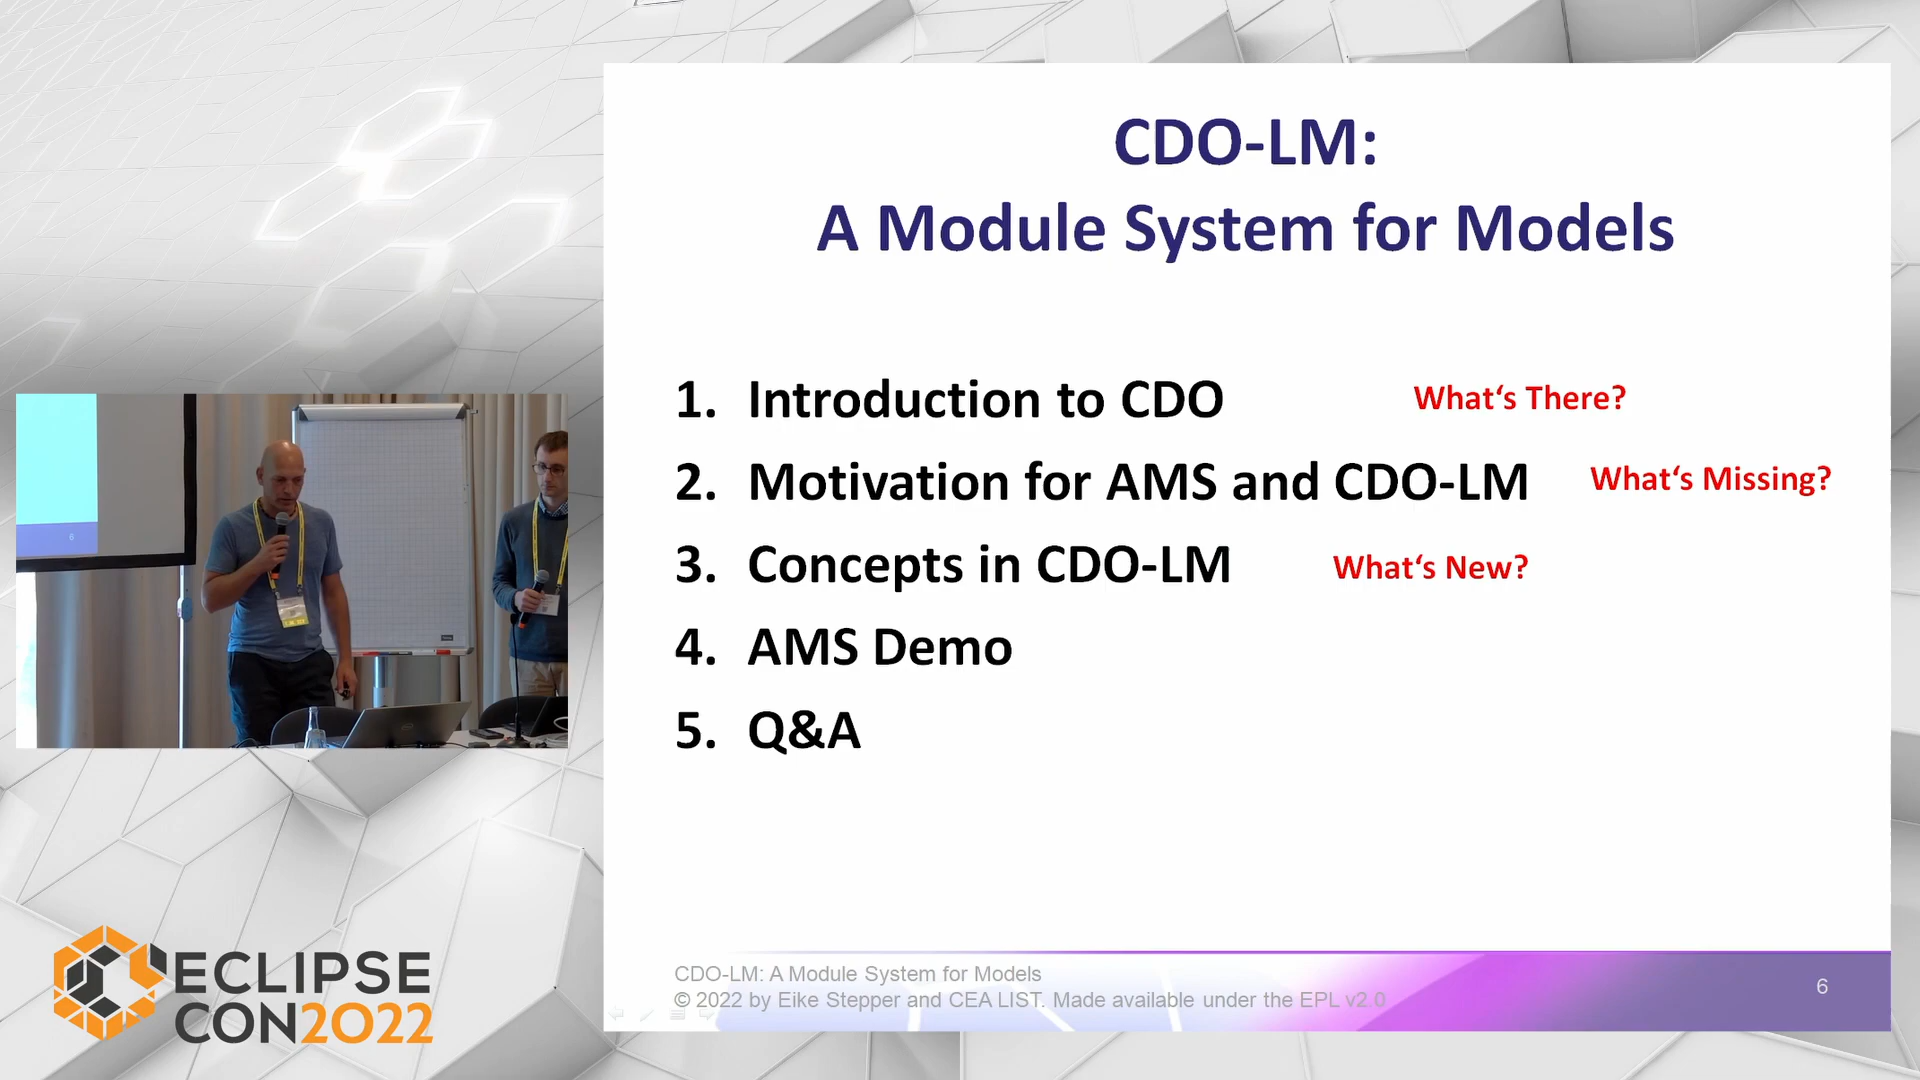 CDO-LM:
A Module System for Models
1. Introduction to CDO
What‘s There?
2. Motivation for AMS and CDO-LM
What‘s Missing?
3. Concepts in CDO-LM
What‘s New?
4. AMS Demo
5. Q&A
CDO-LM: A Module System for Models
© 2022 by Eike Stepper and CEA LIST. Made available under the EPL v2.0
6
6
ECLIPSE
CON2022